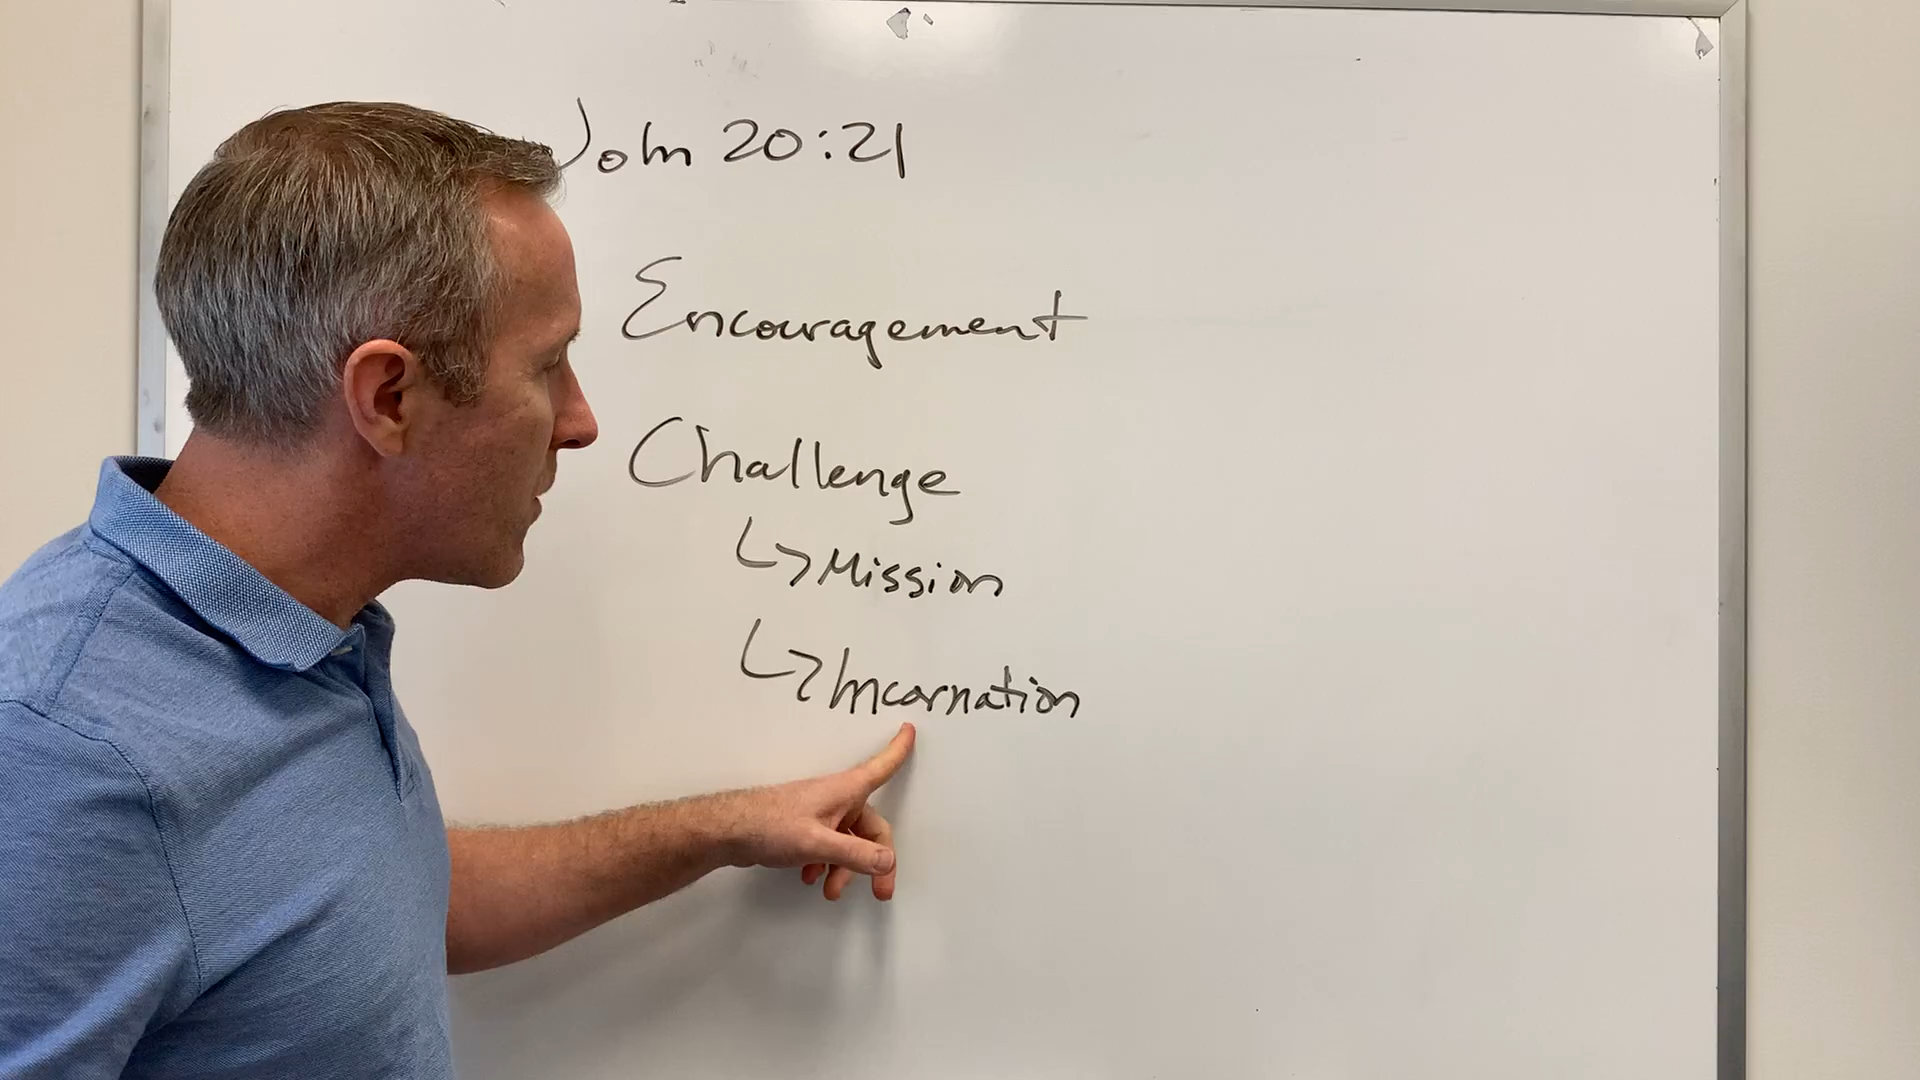 John 20:21
Encouragement
Challenge
↳ Mission
↳ Incarnation